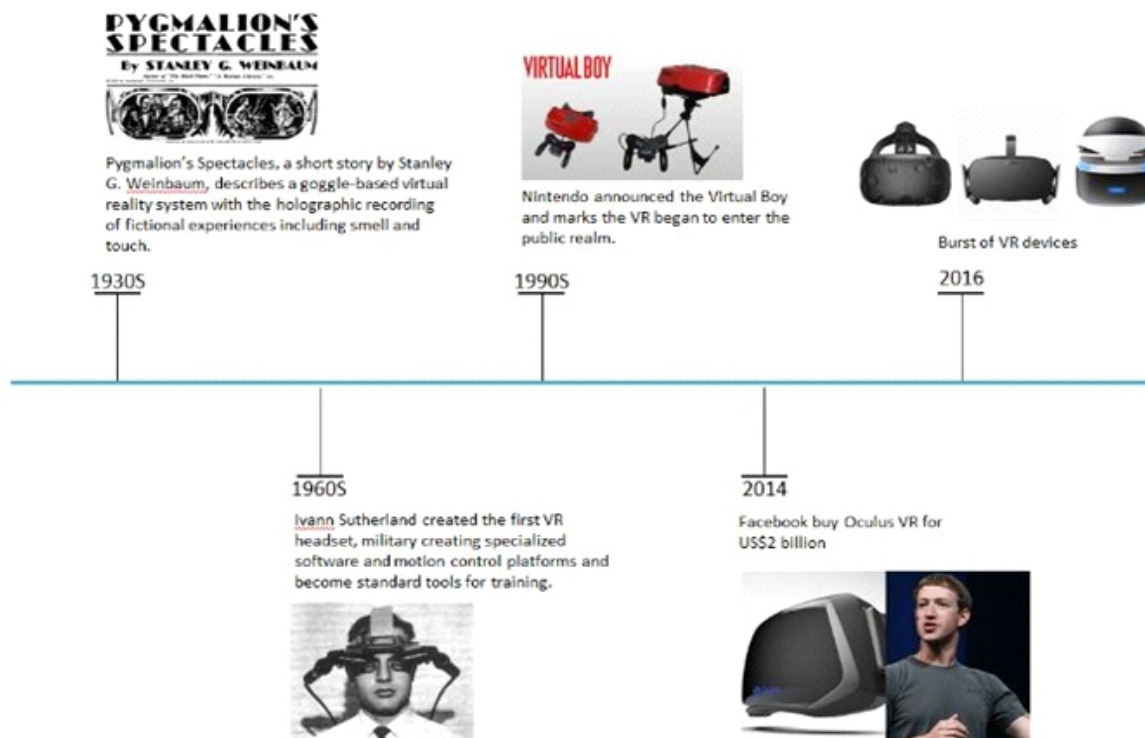 PYGMALION'S
SPECTACLES
By STANLEY G. WEINBAUM
Pygmalion's Spectacles, a short story by Stanley
G. Weinbaum, describes a goggle-based virtual
reality system with the holographic recording
of fictional experiences including smell and
touch.
1930S
VIRTUAL BOY
Nintendo announced the Virtual Boy
and marks the VR began to enter the
public realm.
1990S
Burst of VR devices
2016
1960S
Ivann Sutherland created the first VR
headset, military creating specialized
software and motion control platforms and
become standard tools for training.
2014
Facebook buy Oculus VR for
US$2 billion